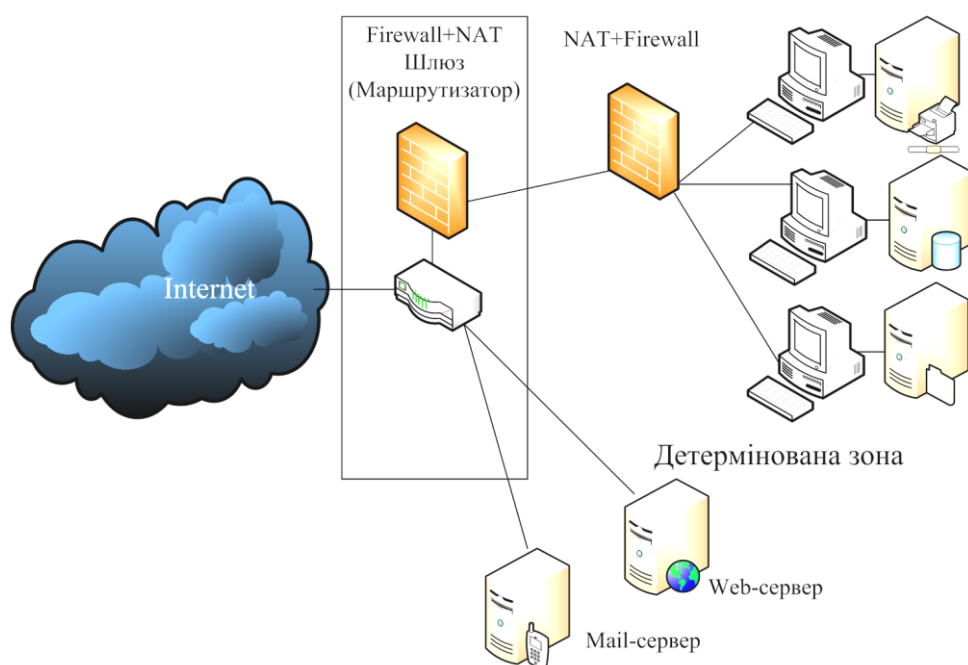 Firewall+NAT
Шлюз
(Маршрутизатор)
NAT+Firewall
Internet
Детермінована зона
Web-сервер
Mail-сервер